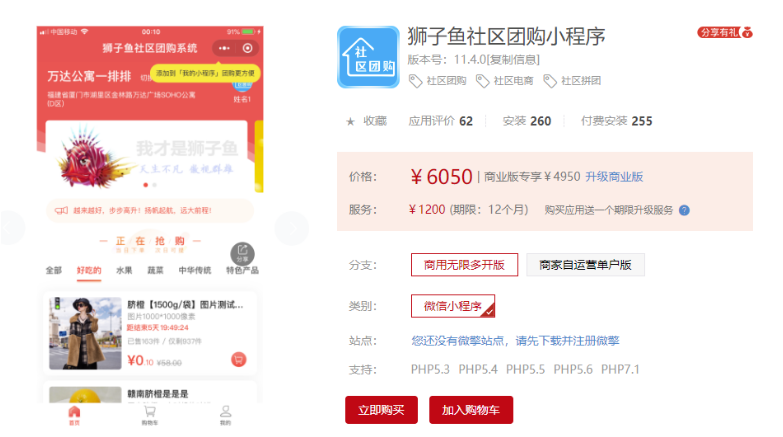 中国移动
00:10
91%
狮子鱼社区团购系统
万达公寓一排排
添加到「我的小程序」团购更方便
福建省厦门市湖里区金林路万达广场SOHO公寓
(D区)
姓名1
我才是狮子鱼
天生不凡 藐视群雄
越来越好，步步高升！扬帆起航，远大前程！
正在抢购
分享
全部 好吃的 水果 蔬菜 中华传统 特色产品
脐橙【1500g/袋】图片测试...
图片1000*1000像素
距结束5天19:49:24
已售163件 / 仅剩937件
¥0.10 ¥58.00
赣南脐橙是是是
首页 购物车 我的
社
区团购
狮子鱼社区团购小程序
分享有礼
版本号：11.4.0[复制信息]
社区团购 社区电商 社区拼团
★ 收藏 应用评价 62 安装 260 付费安装 255
价格： ¥6050 | 商业版专享 ¥4950 升级商业版
服务： ¥1200 (期限：12个月) 购买应用送一个期限升级服务 ?
分支： 商用无限多开版 商家自运营单户版
类别： 微信小程序
站点： 您还没有微擎站点，请先下载并注册微擎
支持： PHP5.3 PHP5.4 PHP5.5 PHP5.6 PHP7.1
立即购买 加入购物车